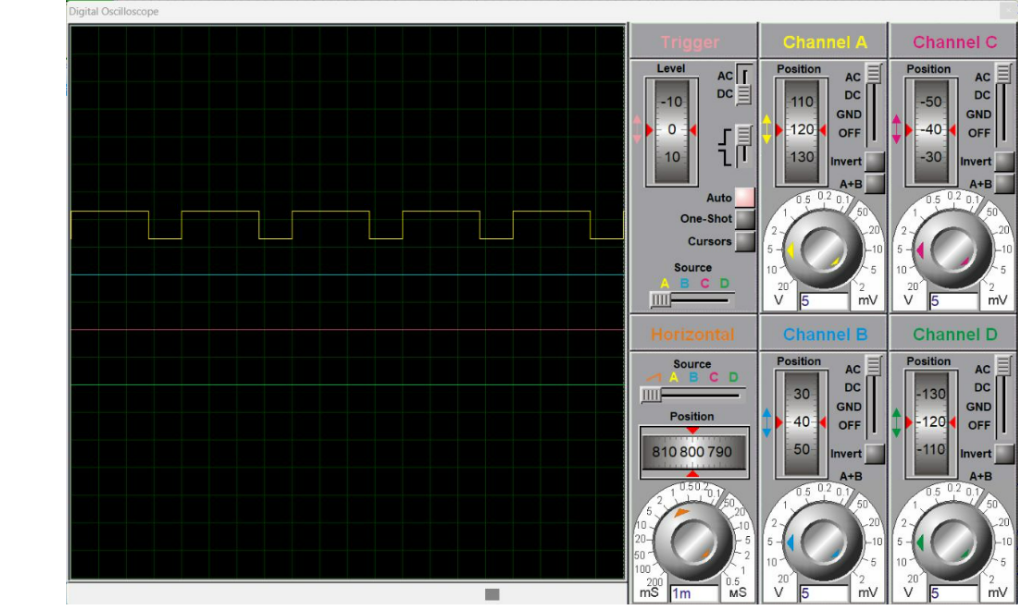 Digital Oscilloscope
Trigger
Level
AC
DC
-10
0
10
Auto
One-Shot
Cursors
Source
A B C D
Channel A
Position
AC
DC
GND
OFF
110
120
130
Invert
A+B
20 10 5 2 1 0.5 0.2 0.1 50 20 10 5 2
V 5 mV
Channel C
Position
AC
DC
GND
OFF
-50
-40
-30
Invert
A+B
20 10 5 2 1 0.5 0.2 0.1 50 20 10 5 2
V 5 mV
Horizontal
Source
A B C D
Position
810 800 790
200 100 50 20 10 5 2 1 0.5 0.2 0.1 50 20 10 5 2 1 0.5
mS 1m µS
Channel B
Position
AC
DC
GND
OFF
30
40
50
Invert
A+B
20 10 5 2 1 0.5 0.2 0.1 50 20 10 5 2
V 5 mV
Channel D
Position
AC
DC
GND
OFF
-130
-120
-110
Invert
A+B
20 10 5 2 1 0.5 0.2 0.1 50 20 10 5 2
V 5 mV